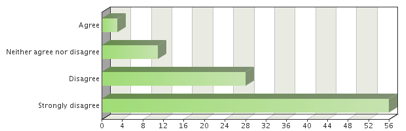 Agree
Neither agree nor disagree
Disagree
Strongly disagree
0 4 8 12 16 20 24 28 32 36 40 44 48 52 56